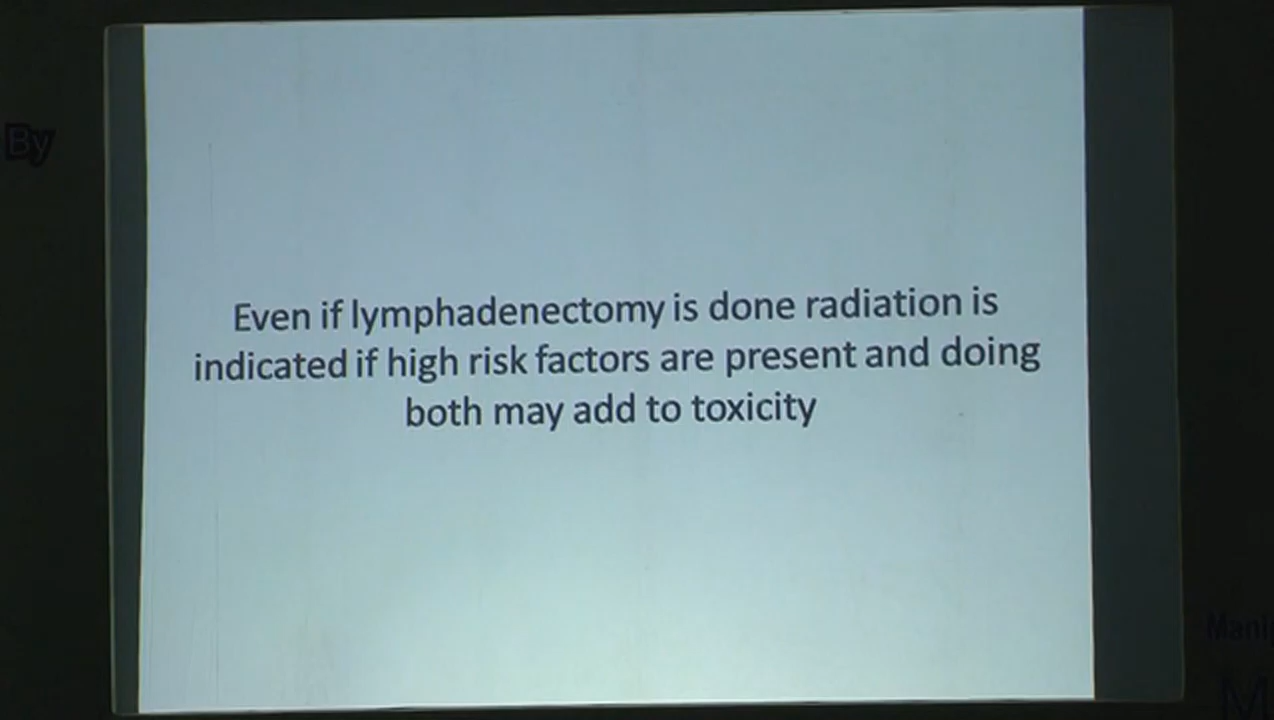 By
Even if lymphadenectomy is done radiation is
indicated if high risk factors are present and doing
both may add to toxicity